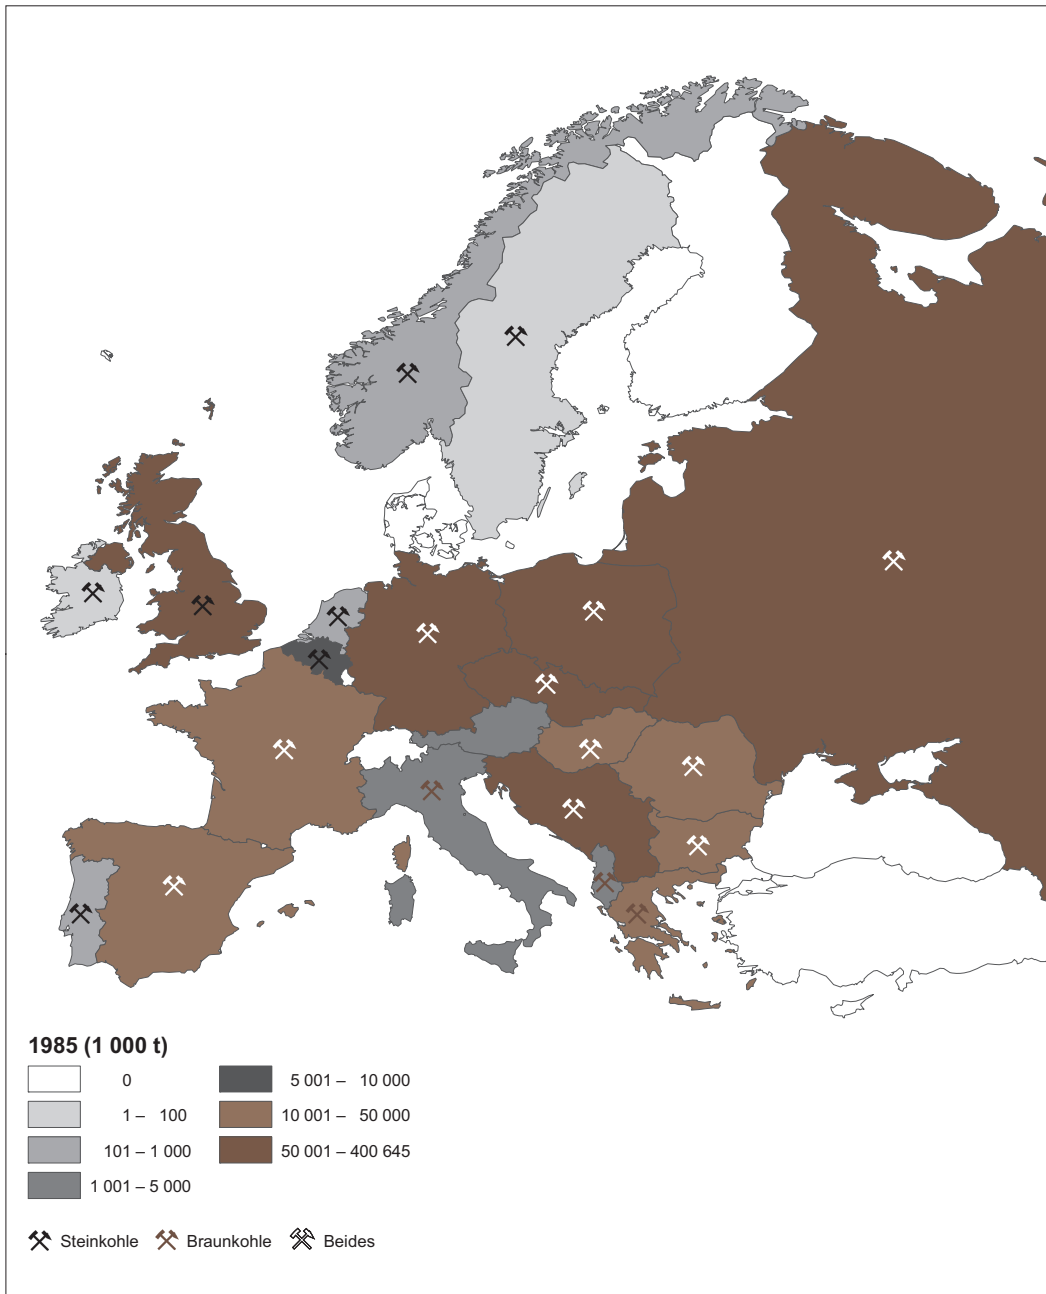 1985 (1 000 t)
0
1 – 100
101 – 1 000
1 001 – 5 000
5 001 – 10 000
10 001 – 50 000
50 001 – 400 645
Steinkohle
Braunkohle
Beides